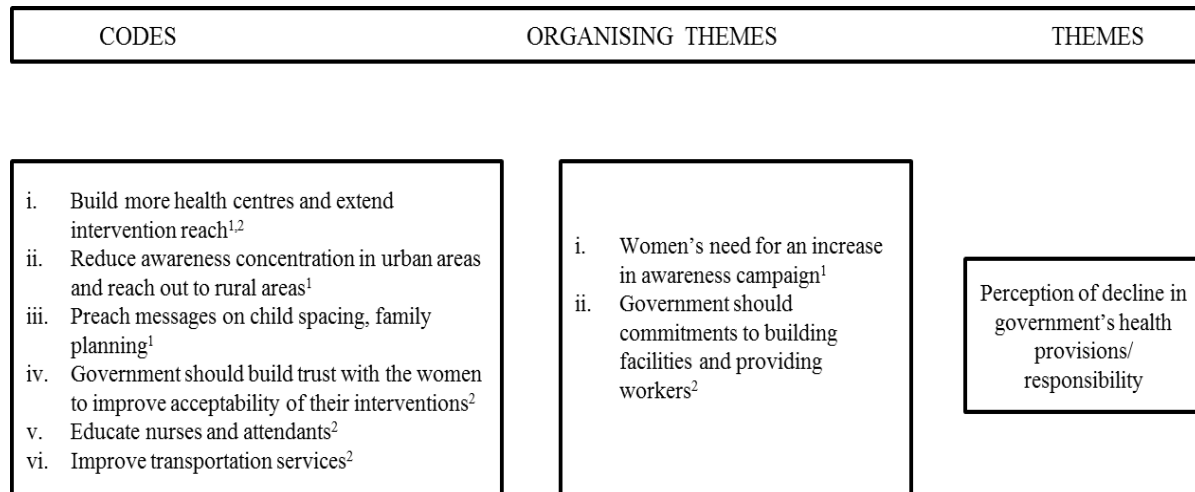 CODES ORGANISING THEMES THEMES
i. Build more health centres and extend
intervention reach1,2
ii. Reduce awareness concentration in urban areas
and reach out to rural areas1
iii. Preach messages on child spacing, family
planning1
iv. Government should build trust with the women
to improve acceptability of their interventions2
v. Educate nurses and attendants2
vi. Improve transportation services2
i. Women’s need for an increase
in awareness campaign1
ii. Government should
commitments to building
facilities and providing
workers2
Perception of decline in
government’s health
provisions/
responsibility